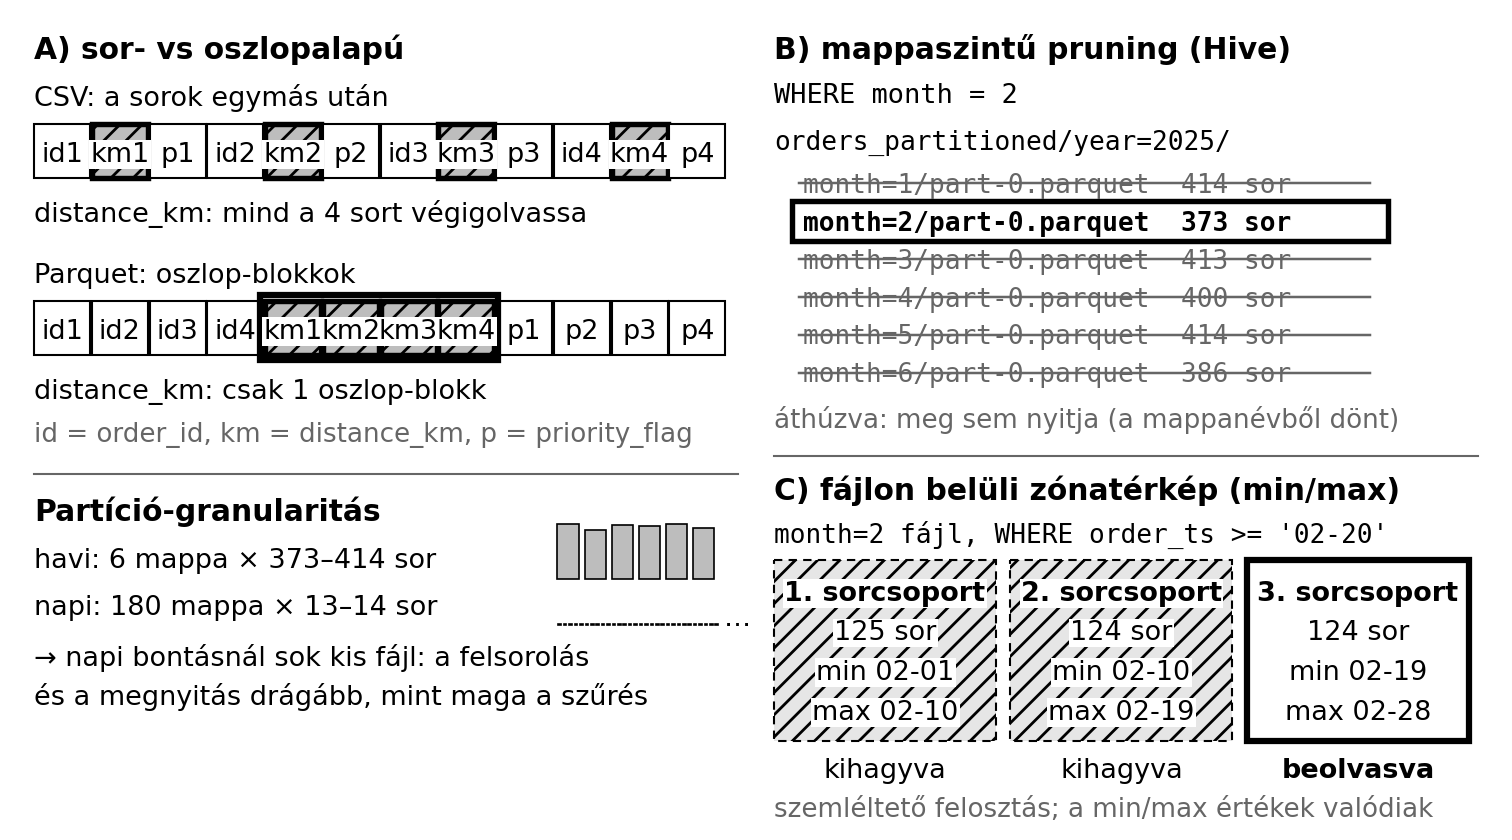 A) sor- vs oszlopalapú
CSV: a sorok egymás után
id1 km1 p1 id2 km2 p2 id3 km3 p3 id4 km4 p4
distance_km: mind a 4 sort végigolvassa
Parquet: oszlop-blokkok
id1 id2 id3 id4 km1 km2 km3 km4 p1 p2 p3 p4
distance_km: csak 1 oszlop-blokk
id = order_id, km = distance_km, p = priority_flag
Partíció-granularitás
havi: 6 mappa × 373–414 sor
napi: 180 mappa × 13–14 sor
...
→ napi bontásnál sok kis fájl: a felsorolás
és a megnyitás drágább, mint maga a szűrés
B) mappaszintű pruning (Hive)
WHERE month = 2
orders_partitioned/year=2025/
month=1/part-0.parquet  414 sor
month=2/part-0.parquet  373 sor
month=3/part-0.parquet  413 sor
month=4/part-0.parquet  400 sor
month=5/part-0.parquet  414 sor
month=6/part-0.parquet  386 sor
áthúzva: meg sem nyitja (a mappanévből dönt)
C) fájlon belüli zónatérkép (min/max)
month=2 fájl, WHERE order_ts >= '02-20'
1. sorcsoport 2. sorcsoport 3. sorcsoport
125 sor 124 sor 124 sor
min 02-01 min 02-10 min 02-19
max 02-10 max 02-19 max 02-28
kihagyva kihagyva beolvasva
szemléltető felosztás; a min/max értékek valódiak